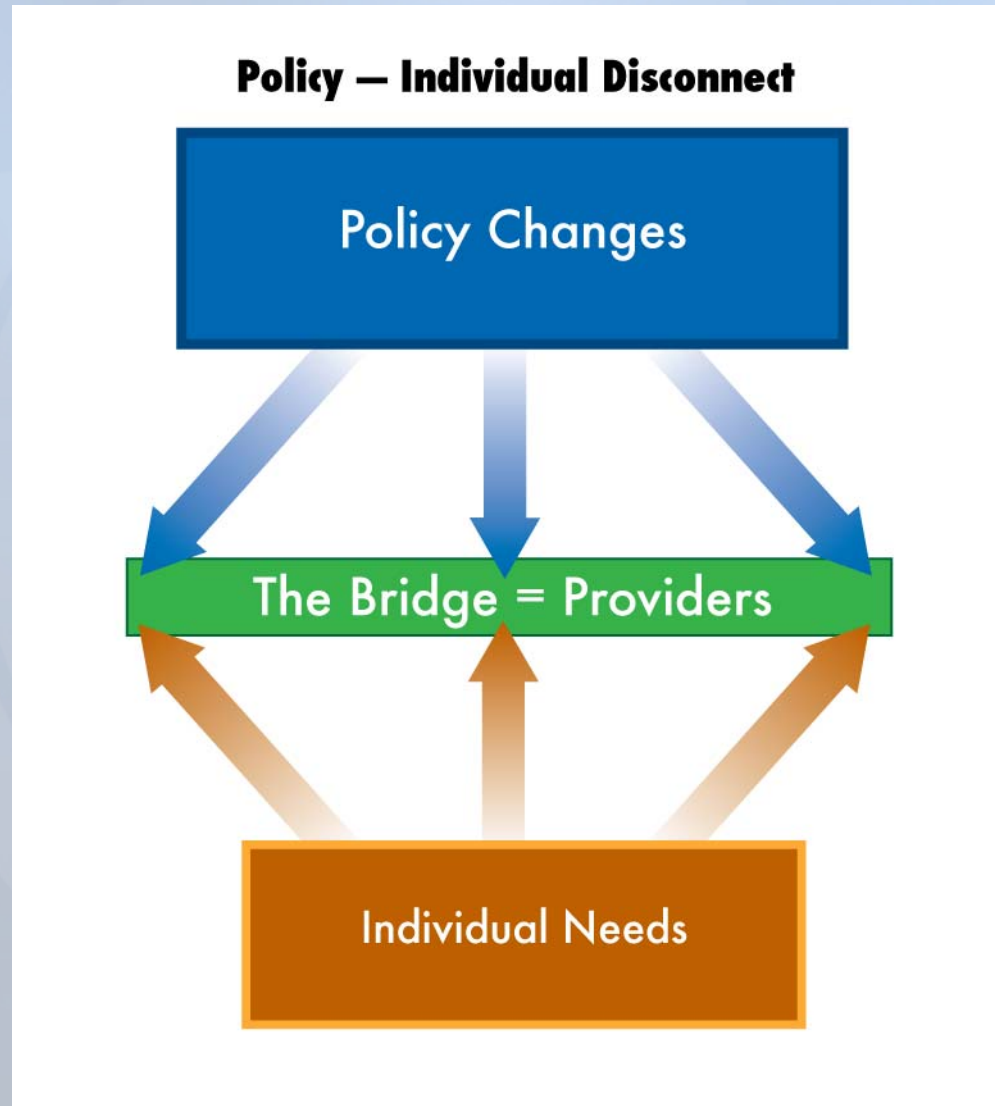 Policy — Individual Disconnect
Policy Changes
The Bridge = Providers
Individual Needs